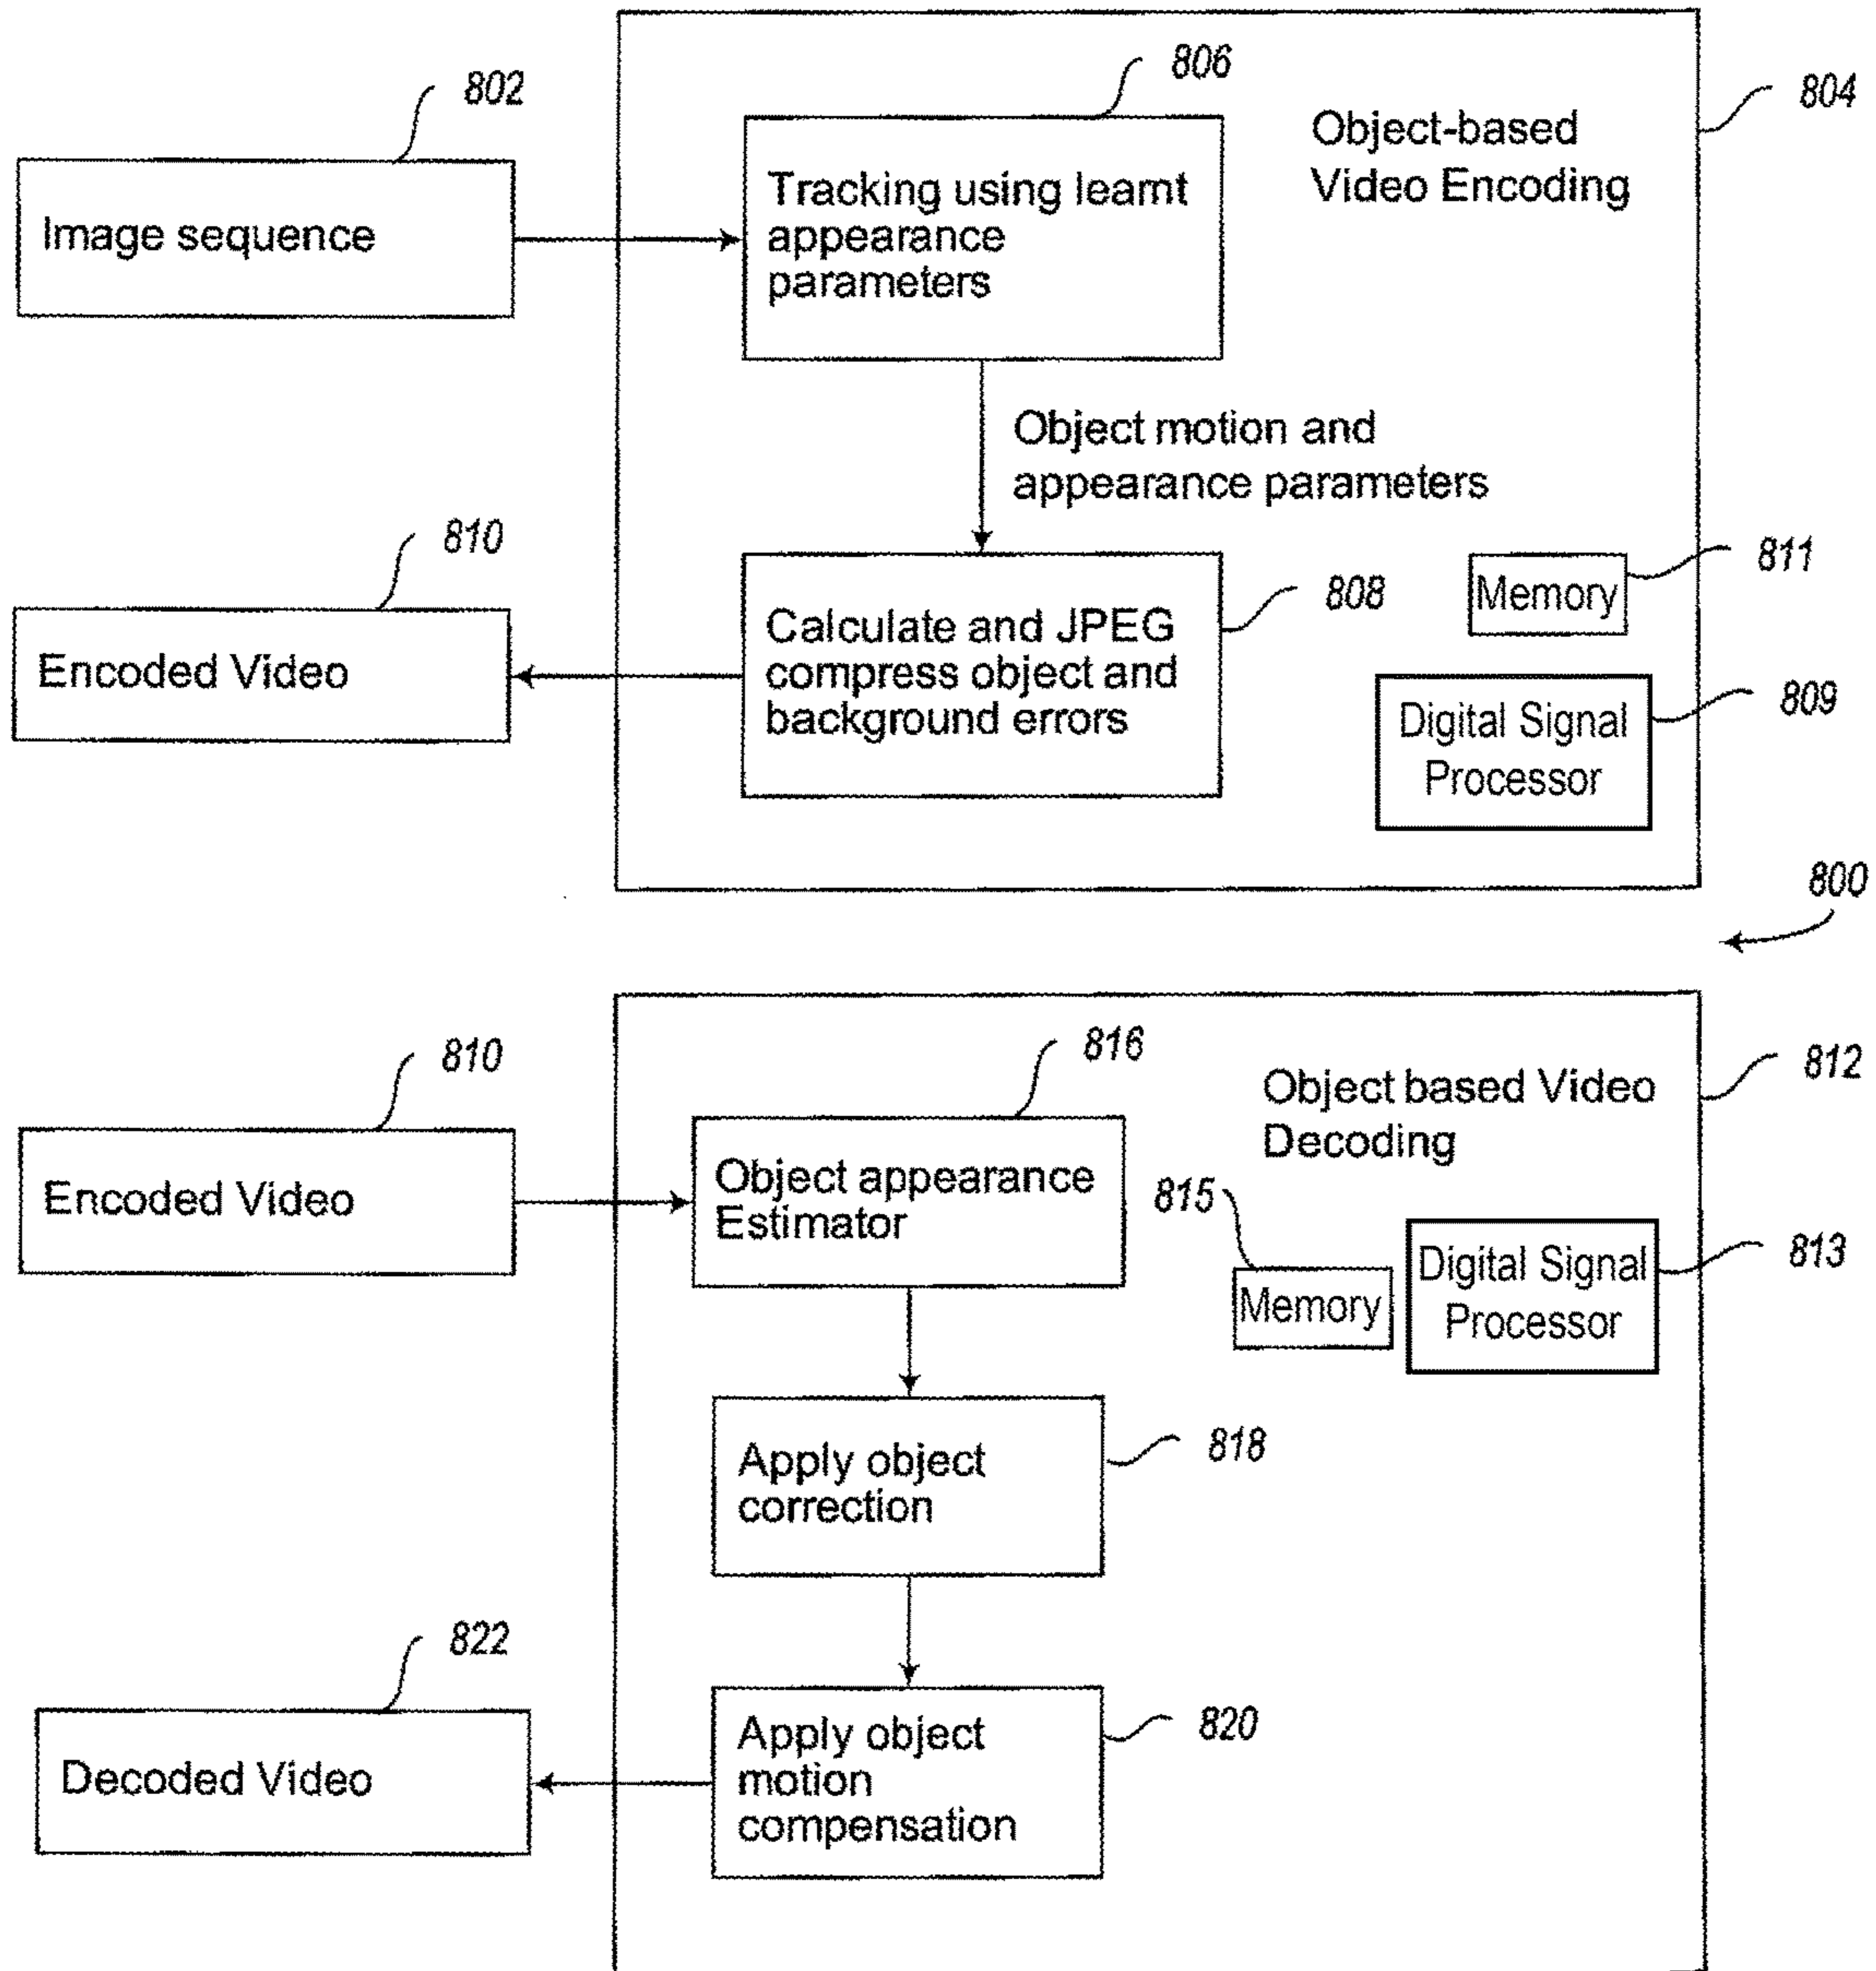 806
802
804
Object-based
Video Encoding
Image sequence
Tracking using learnt
appearance
parameters
Object motion and
appearance parameters
810
811
Memory
808
Encoded Video
Calculate and JPEG
compress object and
background errors
809
Digital Signal
Processor
800
810
816
812
Object based Video
Decoding
Encoded Video
Object appearance
Estimator
815
Memory
Digital Signal
Processor
813
818
Apply object
correction
822
820
Decoded Video
Apply object
motion
compensation